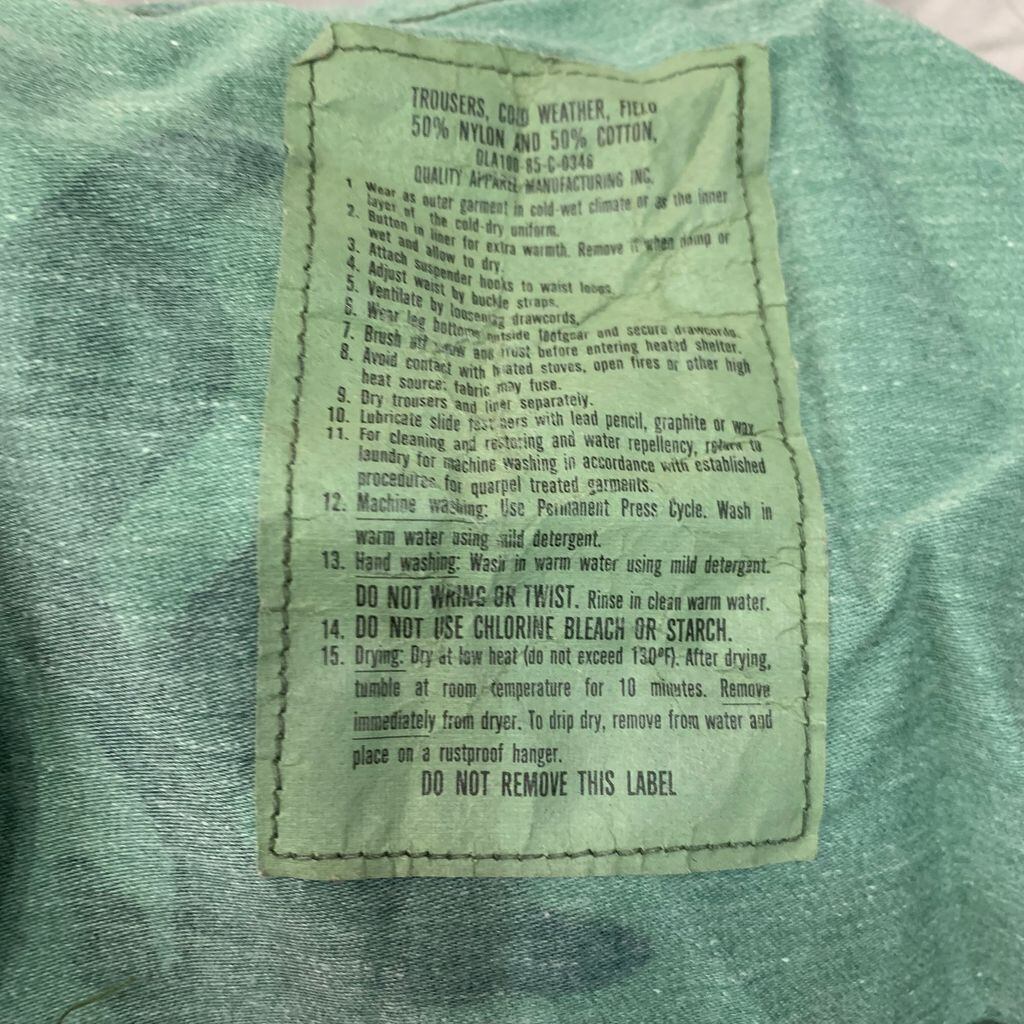 TROUSERS, COLD WEATHER, FIELD
50% NYLON AND 50% COTTON,
DLA100-85-C-0346
QUALITY APPAREL MANUFACTURING INC.
1 Wear as outer garment in cold-wet climate or as the inner
layer of the cold-dry uniform.
2. Button in liner for extra warmth. Remove it when damp or
wet and allow to dry.
3. Attach suspender hooks to waist loops.
4. Adjust waist by buckle straps.
5. Ventilate by loosening drawcords.
6. Wear leg bottoms outside footgear and secure drawcords.
7. Brush off snow and frost before entering heated shelter.
8. Avoid contact with heated stoves, open fires or other high
heat source; fabric may fuse.
9. Dry trousers and liner separately.
10. Lubricate slide fasteners with lead pencil, graphite or wax.
11. For cleaning and restoring and water repellency, return to
laundry for machine washing in accordance with established
procedures for quarpel treated garments.
12. Machine washing: Use Permanent Press Cycle. Wash in
warm water using mild detergent.
13. Hand washing: Wash in warm water using mild detergent.
DO NOT WRING OR TWIST. Rinse in clean warm water.
14. DO NOT USE CHLORINE BLEACH OR STARCH.
15. Drying: Dry at low heat (do not exceed 130°F). After drying,
tumble at room temperature for 10 minutes. Remove
immediately from dryer. To drip dry, remove from water and
place on a rustproof hanger.
DO NOT REMOVE THIS LABEL